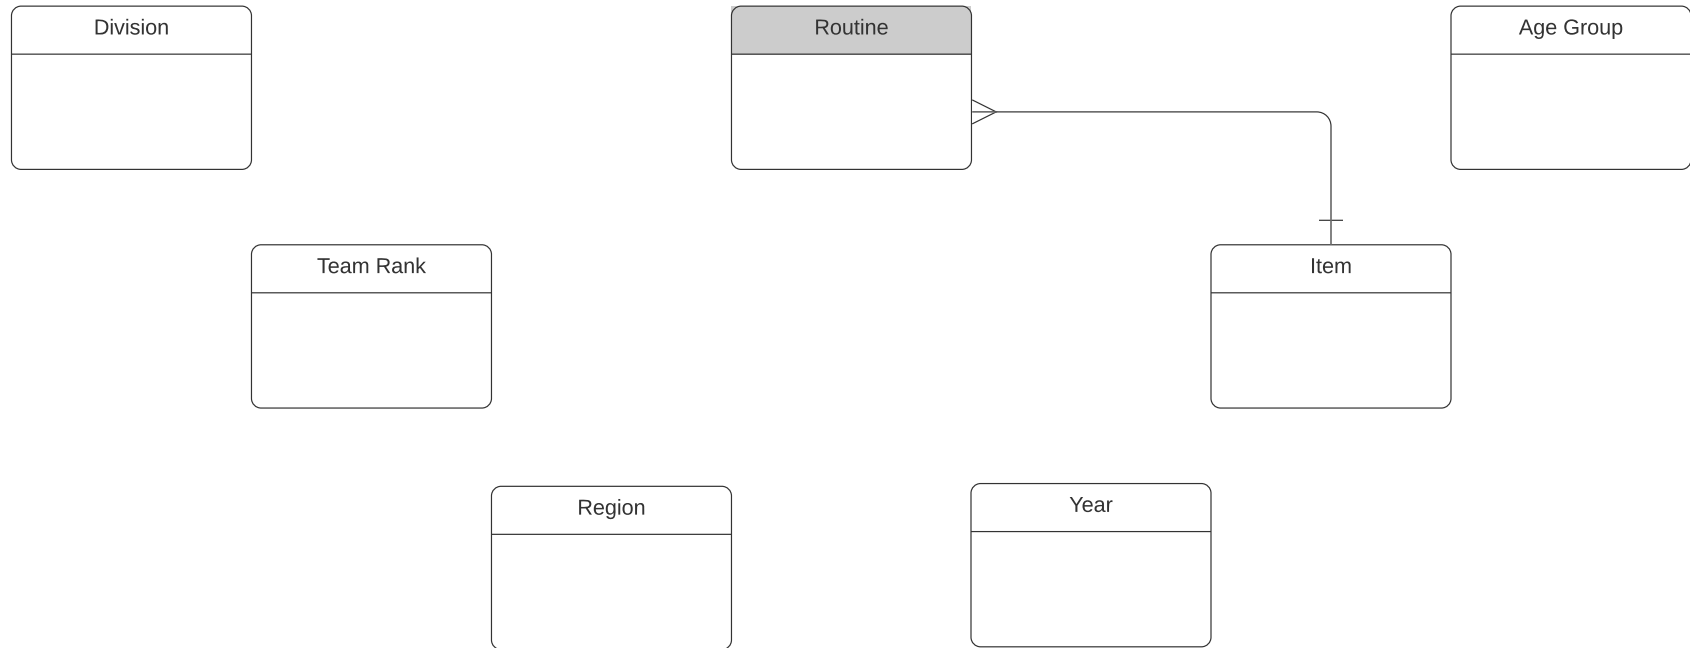 Division
Routine
Age Group
Team Rank
Item
Region
Year